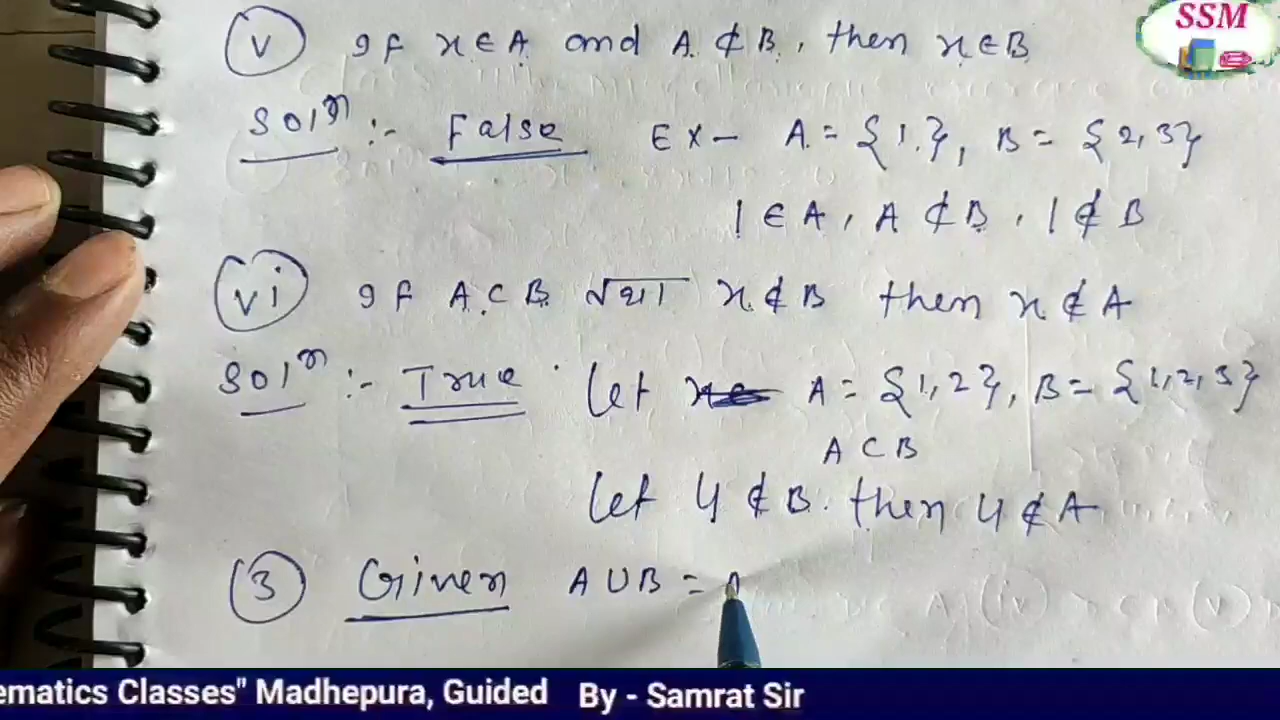 SSM
(v) If x ∈ A and A ⊄ B, then x ∈ B
Solⁿ :- False Ex- A = {1}, B = {2,3}
1 ∈ A, A ⊄ B, 1 ∉ B
(vi) If A ⊂ B तथा x ∉ B then x ∉ A
Solⁿ :- True Let A = {1,2}, B = {1,2,3}
A ⊂ B
Let 4 ∉ B. then 4 ∉ A
(3) Given A ∪ B =
ematics Classes" Madhepura, Guided By - Samrat Sir